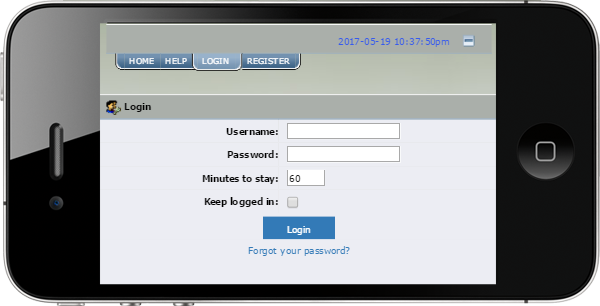 2017-05-19 10:37:50pm
HOME HELP LOGIN REGISTER
Login
Username:
Password:
Minutes to stay: 60
Keep logged in:
Login
Forgot your password?